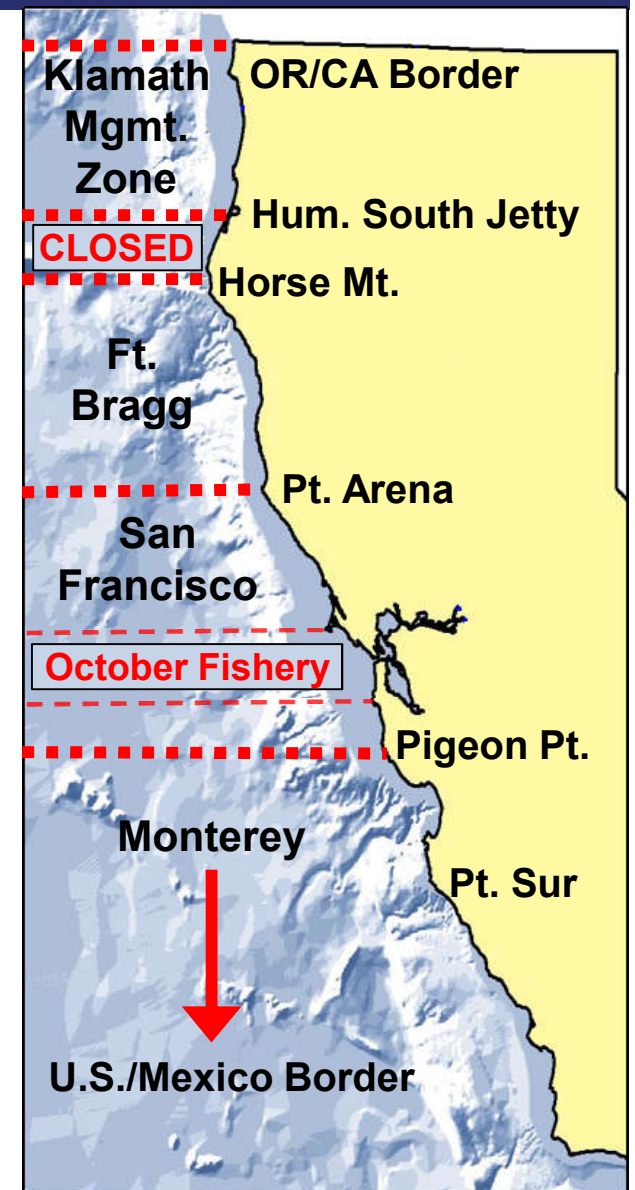 Klamath
Mgmt.
Zone
OR/CA Border
Hum. South Jetty
CLOSED
Horse Mt.
Ft.
Bragg
Pt. Arena
San
Francisco
October Fishery
Pigeon Pt.
Monterey
Pt. Sur
U.S./Mexico Border